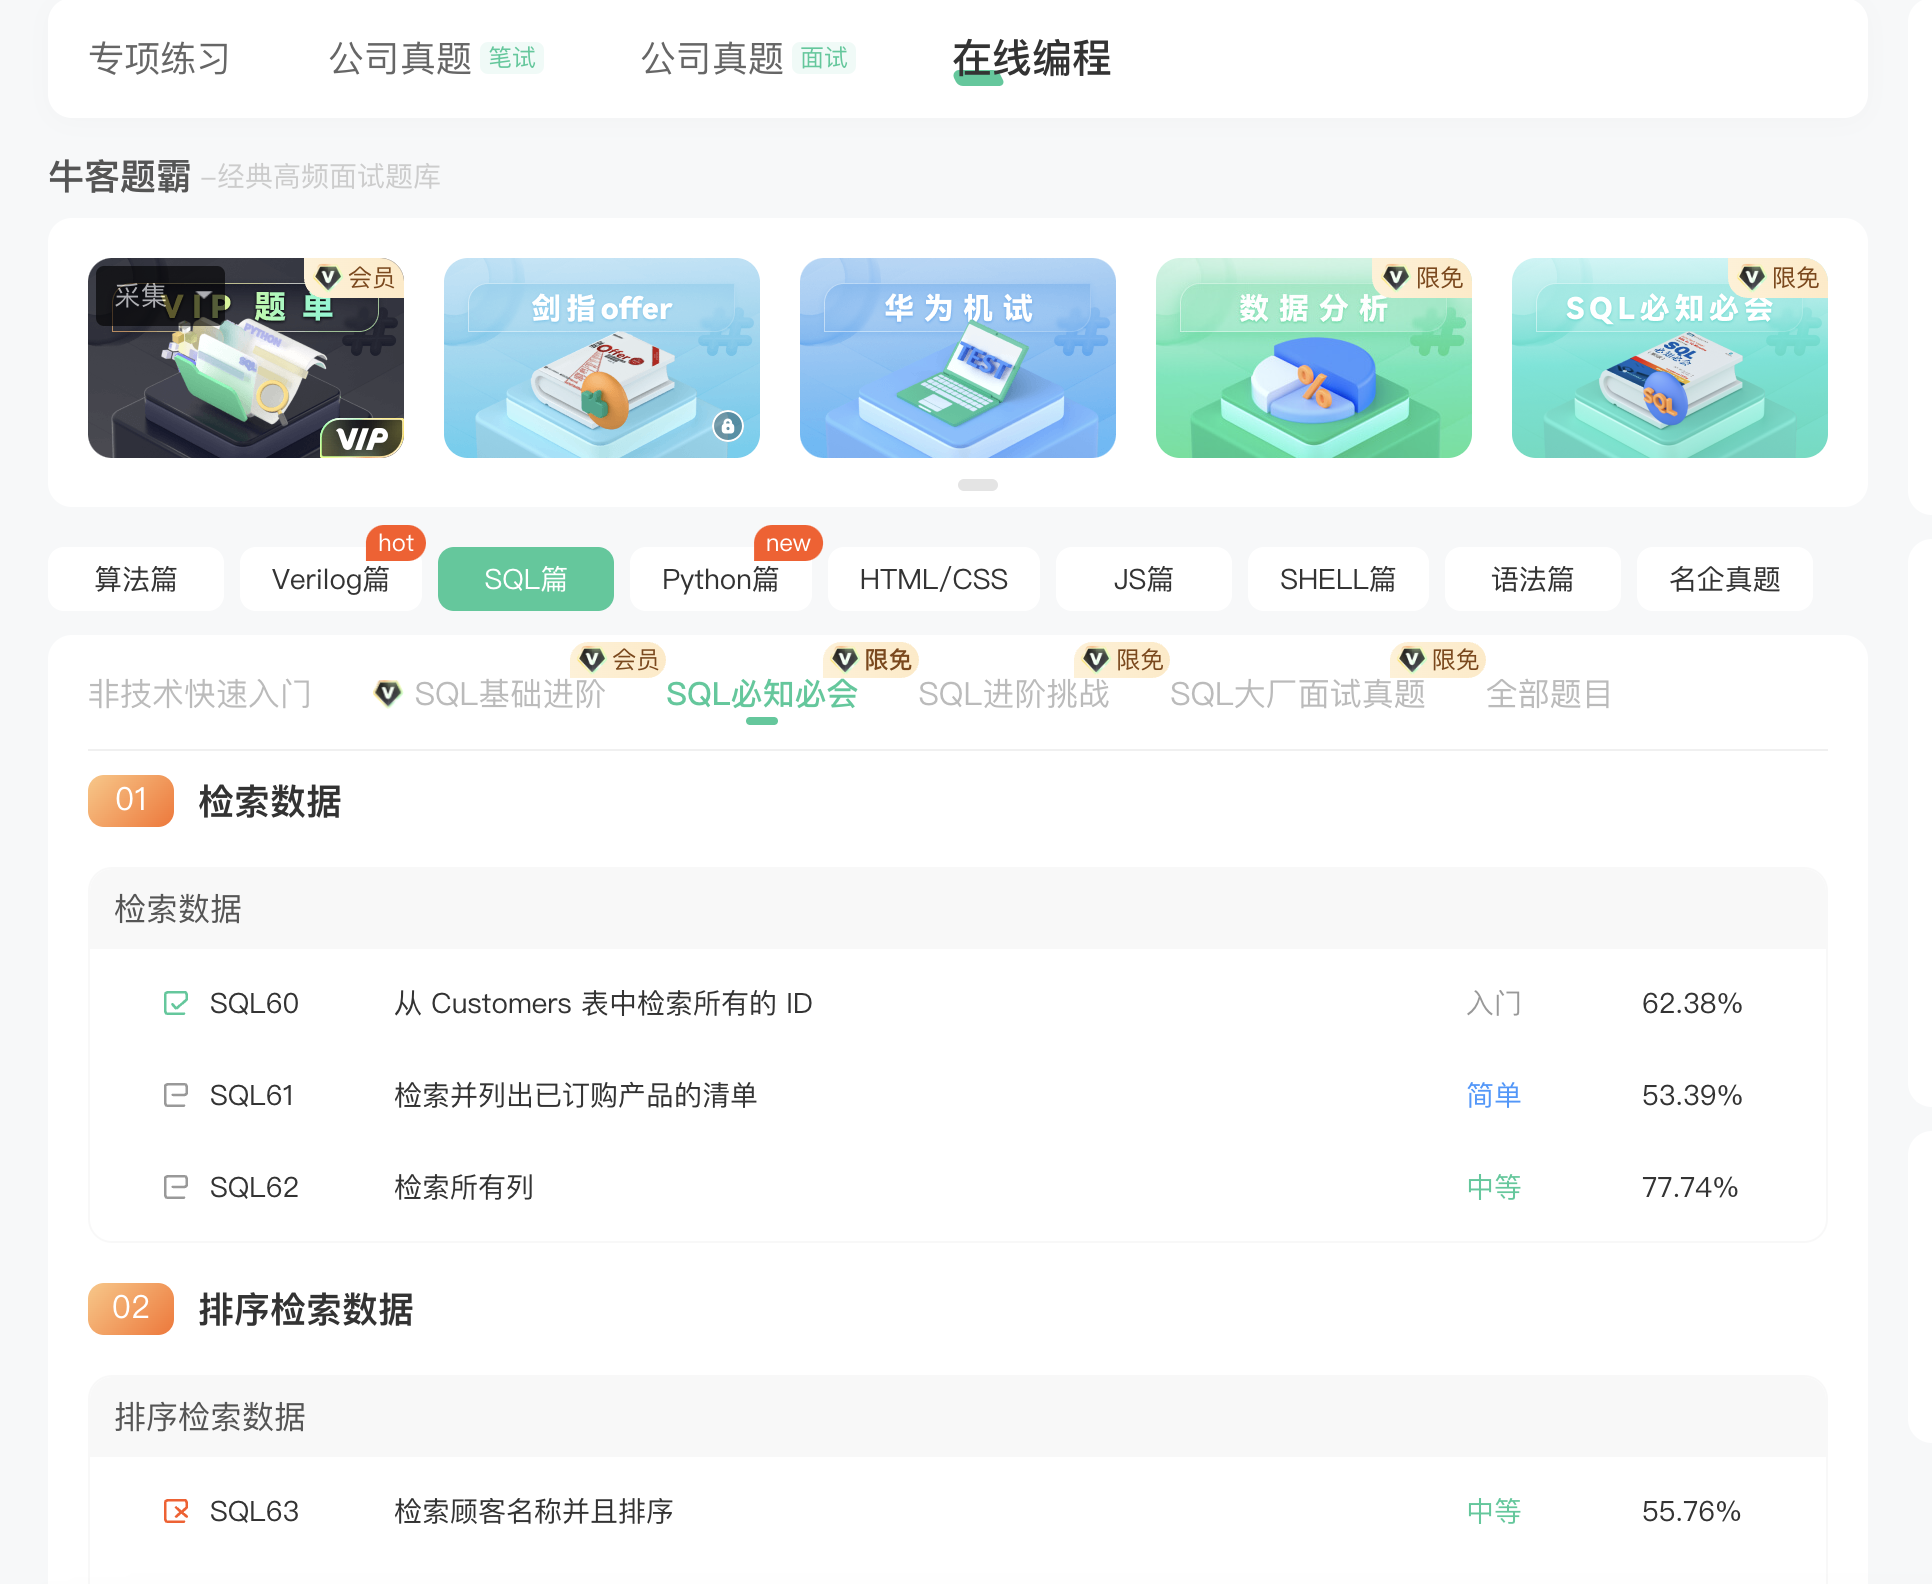 专项练习 公司真题 笔试 公司真题 面试 在线编程
牛客题霸 –经典高频面试题库
采集 VIP 题单 会员 VIP
剑指offer
华为机试 TEST
数据分析 限免 %
SQL必知必会 限免 SQL
算法篇 Verilog篇 hot SQL篇 Python篇 new HTML/CSS JS篇 SHELL篇 语法篇 名企真题
非技术快速入门 SQL基础进阶 会员 SQL必知必会 限免 SQL进阶挑战 限免 SQL大厂面试真题 限免 全部题目
01 检索数据
检索数据
SQL60 从 Customers 表中检索所有的 ID 入门 62.38%
SQL61 检索并列出已订购产品的清单 简单 53.39%
SQL62 检索所有列 中等 77.74%
02 排序检索数据
排序检索数据
SQL63 检索顾客名称并且排序 中等 55.76%